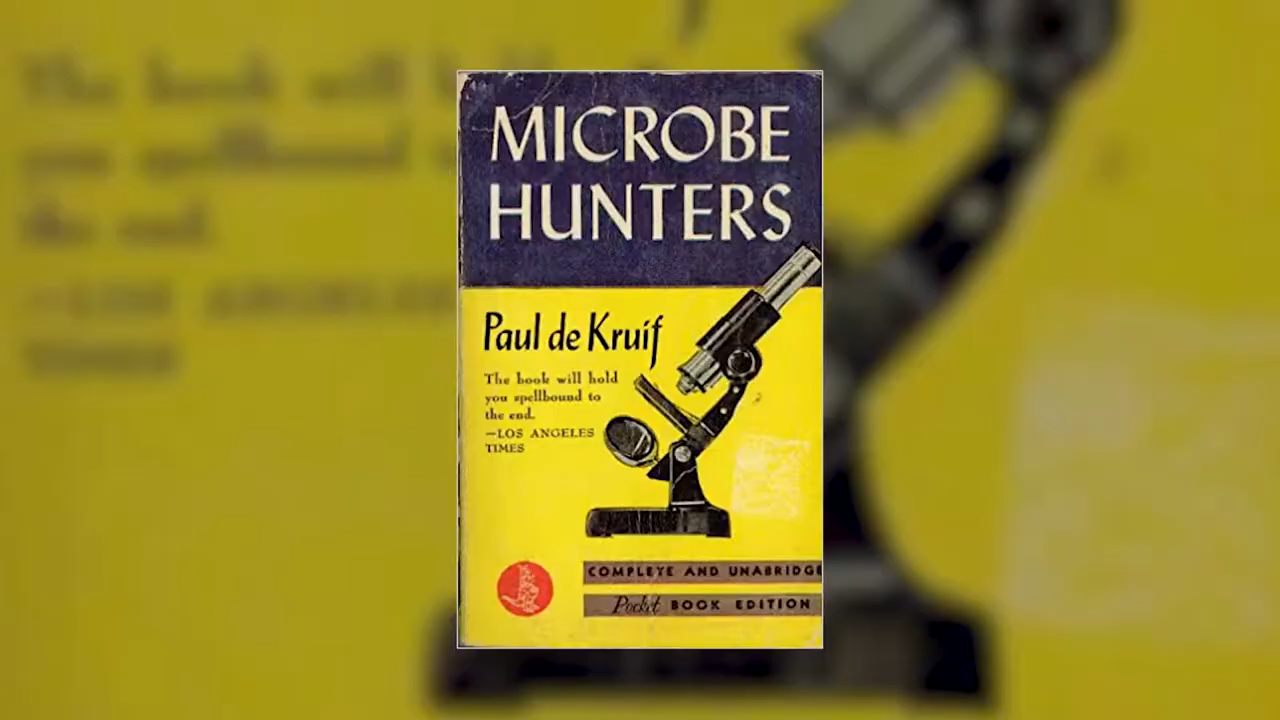 MICROBE
HUNTERS
Paul de Kruif
The book will hold
you spellbound to
the end.
—LOS ANGELES
TIMES
COMPLETE AND UNABRIDGE
Pocket BOOK EDITION